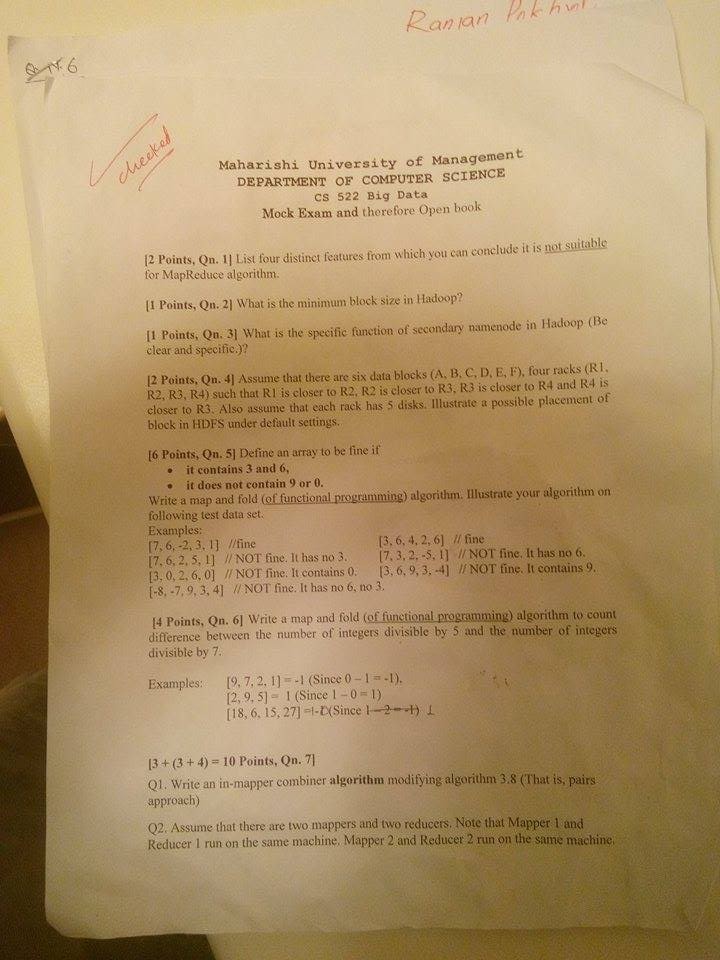 Ranjan
6
checked
Maharishi University of Management
DEPARTMENT OF COMPUTER SCIENCE
CS 522 Big Data
Mock Exam and therefore Open book
[2 Points, Qn. 1] List four distinct features from which you can conclude it is not suitable
for MapReduce algorithm.
[1 Points, Qn. 2] What is the minimum block size in Hadoop?
[1 Points, Qn. 3] What is the specific function of secondary namenode in Hadoop (Be
clear and specific.)?
[2 Points, Qn. 4] Assume that there are six data blocks (A, B, C, D, E, F), four racks (R1,
R2, R3, R4) such that R1 is closer to R2, R2 is closer to R3, R3 is closer to R4 and R4 is
closer to R3. Also assume that each rack has 5 disks. Illustrate a possible placement of
block in HDFS under default settings.
[6 Points, Qn. 5] Define an array to be fine if
• it contains 3 and 6,
• it does not contain 9 or 0.
Write a map and fold (of functional programming) algorithm. Illustrate your algorithm on
following test data set.
Examples:
[7, 6, -2, 3, 1] //fine [3, 6, 4, 2, 6] // fine
[7, 6, 2, 5, 1] // NOT fine. It has no 3. [7, 3, 2, -5, 1] // NOT fine. It has no 6.
[3, 0, 2, 6, 0] // NOT fine. It contains 0. [3, 6, 9, 3, -4] // NOT fine. It contains 9.
[-8, -7, 9, 3, 4] // NOT fine. It has no 6, no 3.
[4 Points, Qn. 6] Write a map and fold (of functional programming) algorithm to count
difference between the number of integers divisible by 5 and the number of integers
divisible by 7.
Examples: [9, 7, 2, 1] = -1 (Since 0 – 1 = -1),
[2, 9, 5] = 1 (Since 1 – 0 = 1)
[18, 6, 15, 27] = (Since 1 – 2 = -1) 1
[3 + (3 + 4) = 10 Points, Qn. 7]
Q1. Write an in-mapper combiner algorithm modifying algorithm 3.8 (That is, pairs
approach)
Q2. Assume that there are two mappers and two reducers. Note that Mapper 1 and
Reducer 1 run on the same machine. Mapper 2 and Reducer 2 run on the same machine.